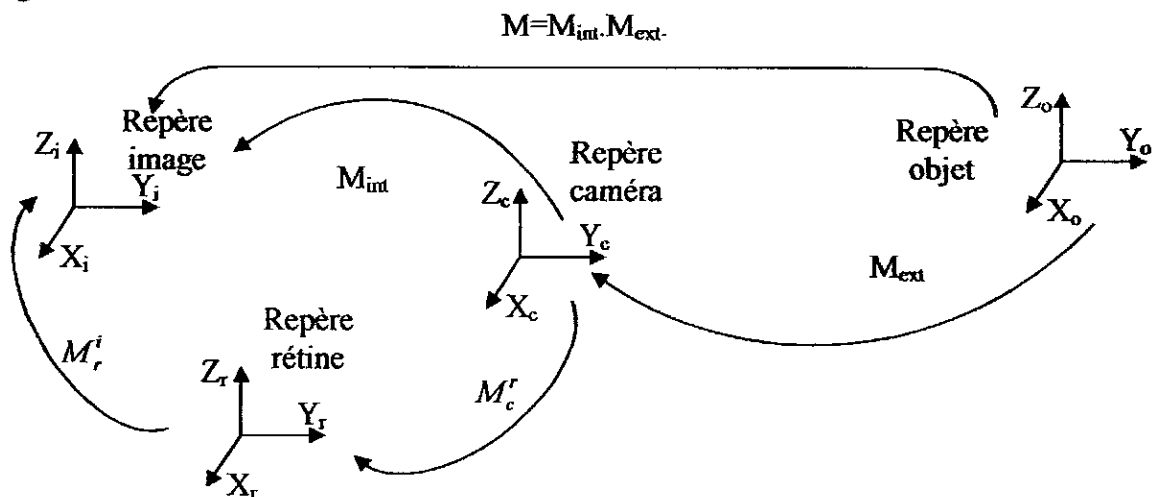 M=M_int.M_ext.
Repère
image
Z_i
Y_j
X_i
M_int
Repère
caméra
Z_c
Y_c
X_c
Repère
objet
Z_o
Y_o
X_o
M_ext
M_r^i
Repère
rétine
Z_r
Y_r
X_r
M_c^r